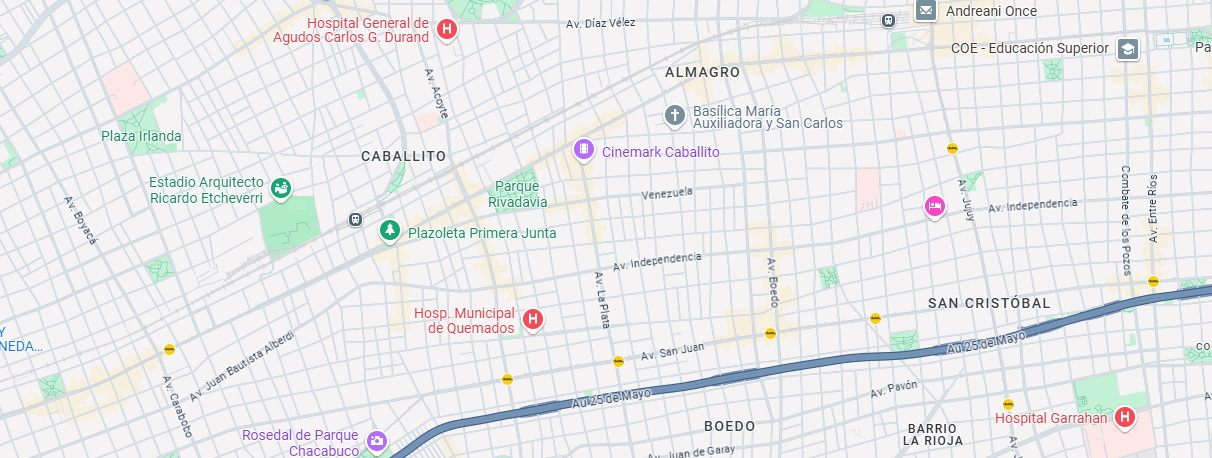 Andreani Once
Hospital General de
Agudos Carlos G. Durand
Av. Díaz Vélez
COE - Educación Superior
Pa
ALMAGRO
Av. Acoyte
Basílica María
Auxiliadora y San Carlos
Plaza Irlanda
CABALLITO
Cinemark Caballito
Estadio Arquitecto
Ricardo Etcheverri
Parque
Rivadavia
Venezuela
Av. Jujuy
Av. Independencia
Combate de los Pozos
Av. Entre Ríos
Av. Boyacá
Plazoleta Primera Junta
Av. Independencia
Av. La Plata
Av. Boedo
SAN CRISTÓBAL
Hosp. Municipal
de Quemados
Y
NEDA...
Av. Juan Bautista Alberdi
Av. San Juan
Au 25 de Mayo
CO
Av. Carabobo
Au 25 de Mayo
Av. Pavón
Hospital Garrahan
BOEDO
BARRIO
LA RIOJA
Rosedal de Parque
Chacabuco
Av. Juan de Garay
Av.